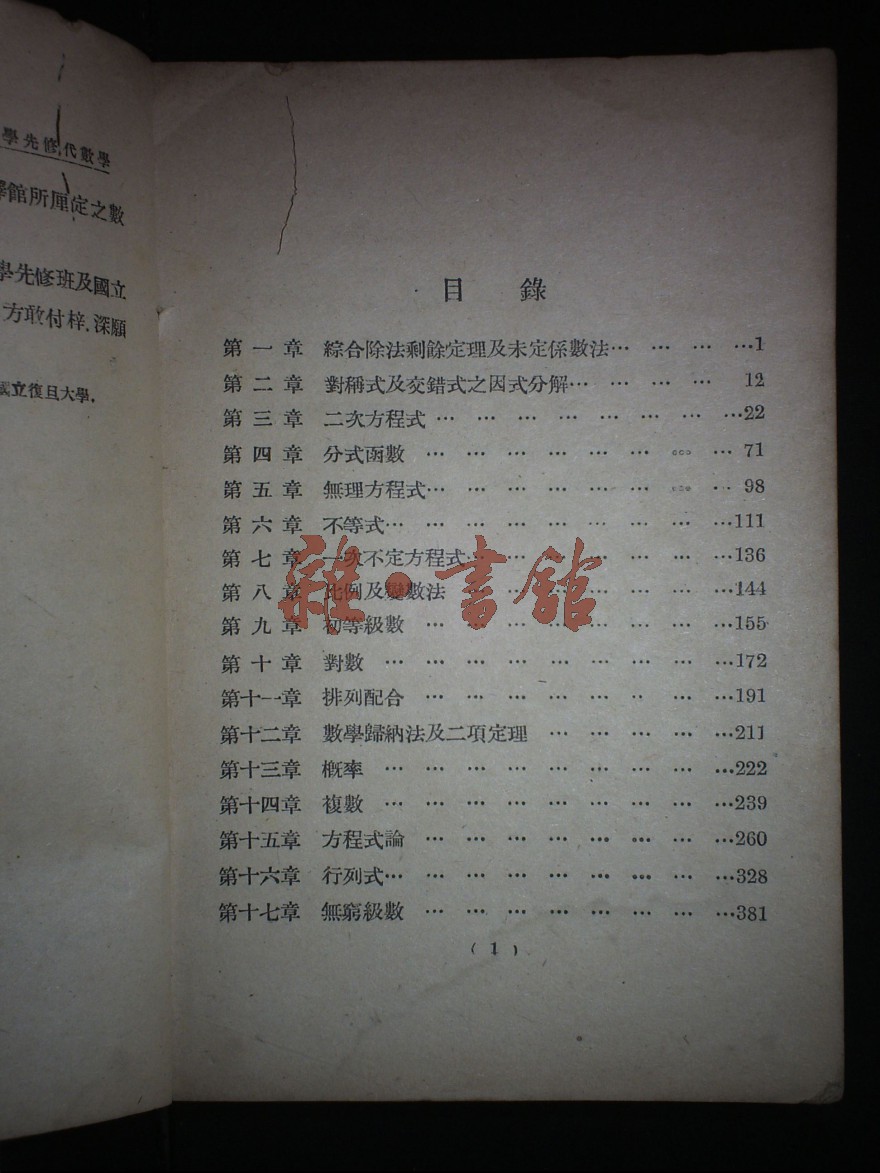 學先修代數學
館所厘定之數
學先修班及國立
方敢付梓.深願
國立復旦大學.
目 錄
第一章 綜合除法剩餘定理及未定係數法… … … …1
第二章 對稱式及交錯式之因式分解… … … … 12
第三章 二次方程式 … … … … … … … …22
第四章 分式函數 … … … … … … … … 71
第五章 無理方程式… … … … … … … … 98
第六章 不等式… … … … … … … … …111
第七章 一次不定方程式… … … … … … …136
第八章 比例及變數法 … … … … … … …144
第九章 初等級數 … … … … … … … …155
第十章 對數 … … … … … … … … …172
第十一章 排列配合 … … … … … … … …191
第十二章 數學歸納法及二項定理 … … … … …211
第十三章 概率 … … … … … … … … …222
第十四章 複數 … … … … … … … … …239
第十五章 方程式論 … … … … … … … …260
第十六章 行列式… … … … … … … … …328
第十七章 無窮級數 … … … … … … … …381
( 1 )
雜·書館